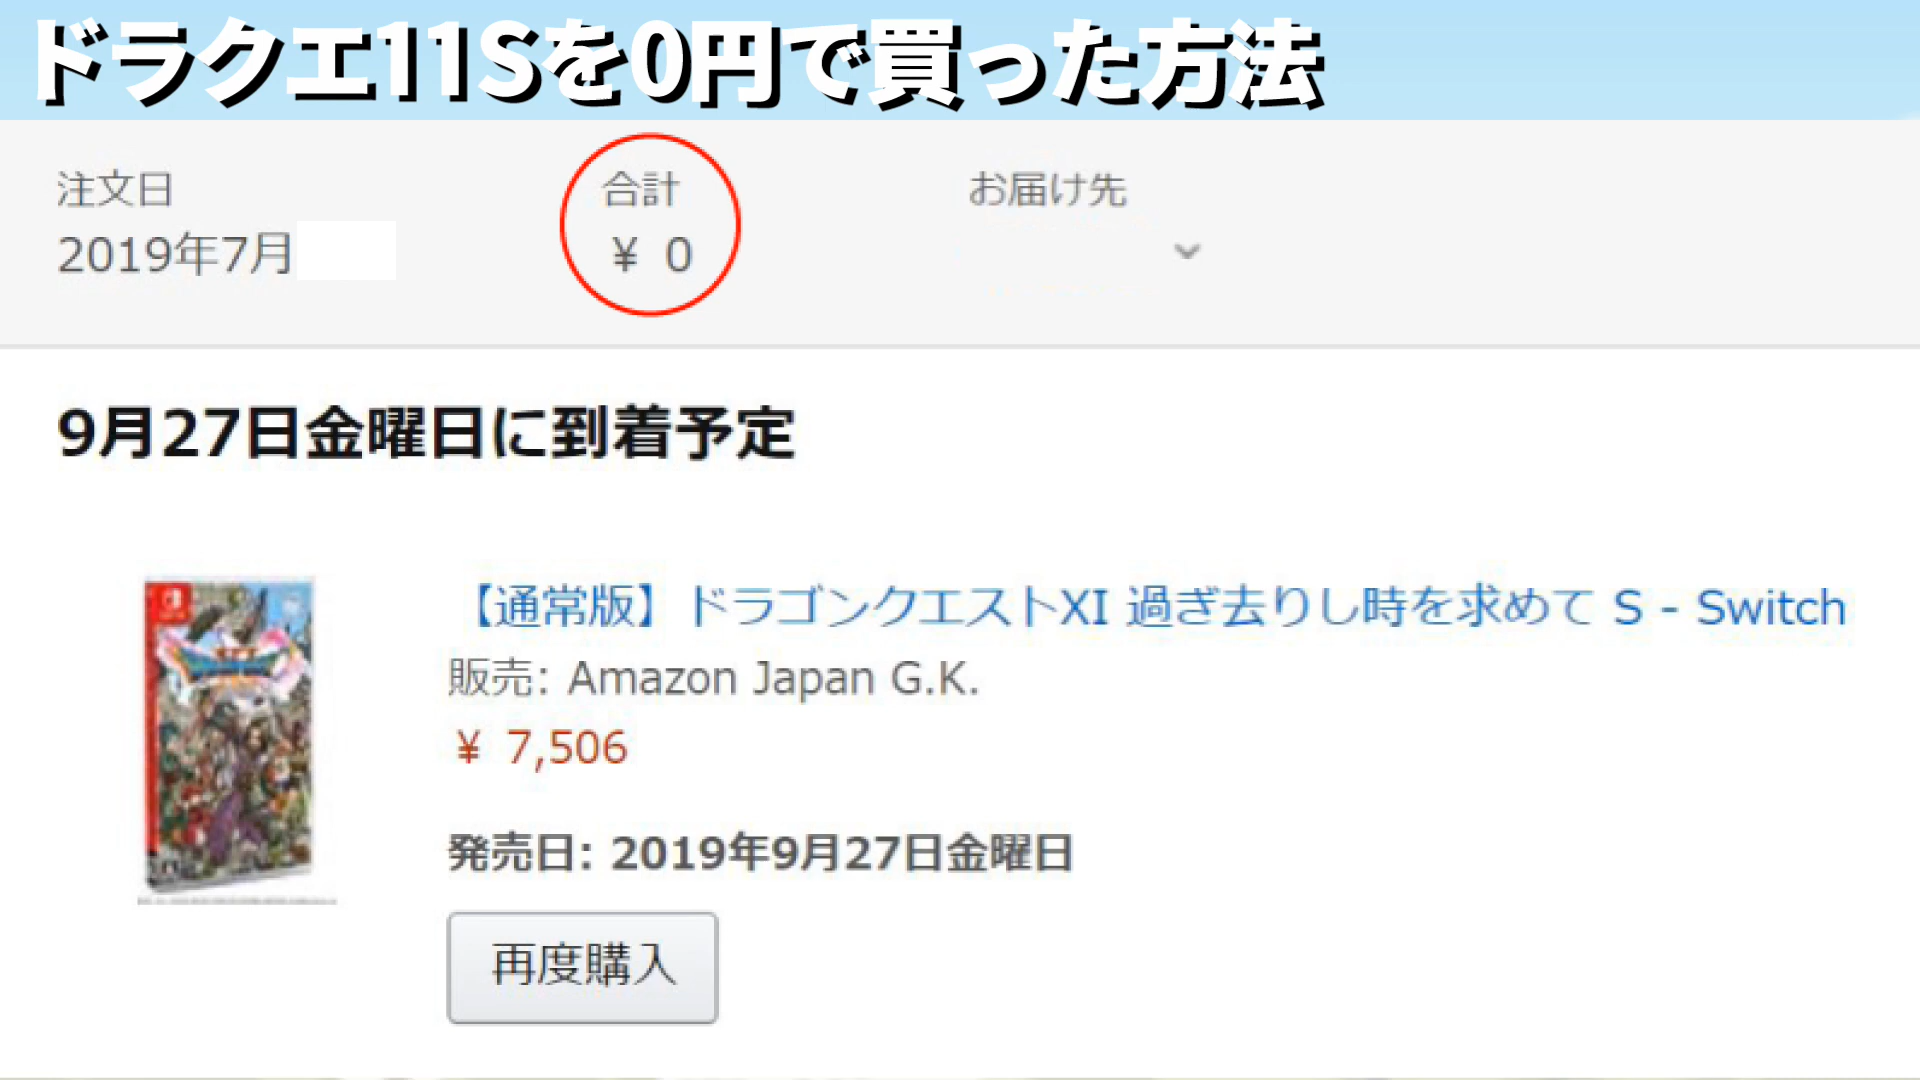 ドラクエ11Sを0円で買った方法
注文日
合計
お届け先
2019年7月
¥ 0
9月27日金曜日に到着予定
【通常版】ドラゴンクエストXI 過ぎ去りし時を求めて S - Switch
販売: Amazon Japan G.K.
¥ 7,506
発売日: 2019年9月27日金曜日
再度購入